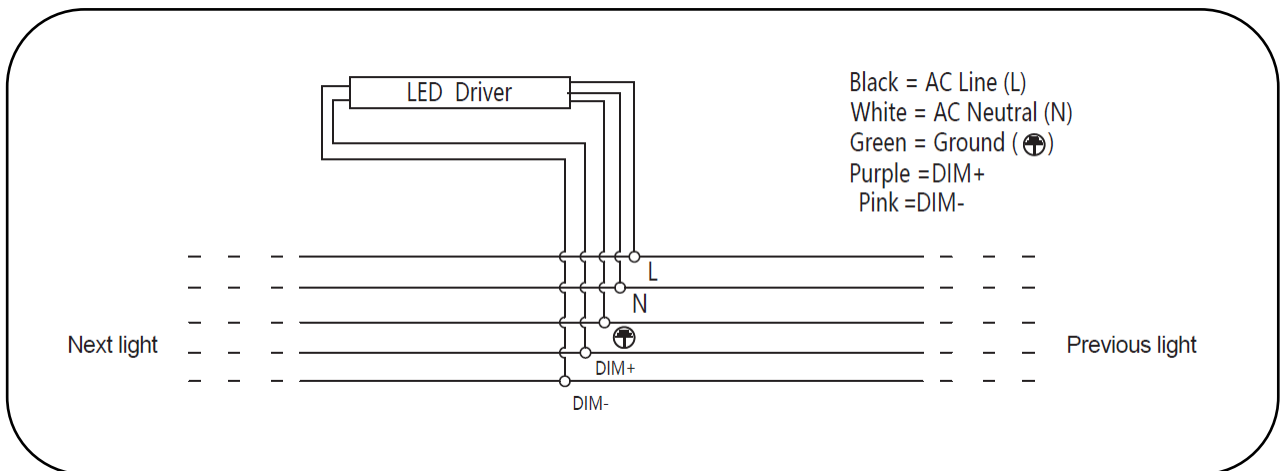 LED Driver
Black = AC Line (L)
White = AC Neutral (N)
Green = Ground ( )
Purple =DIM+
Pink =DIM-
L
N
Next light
Previous light
DIM+
DIM-